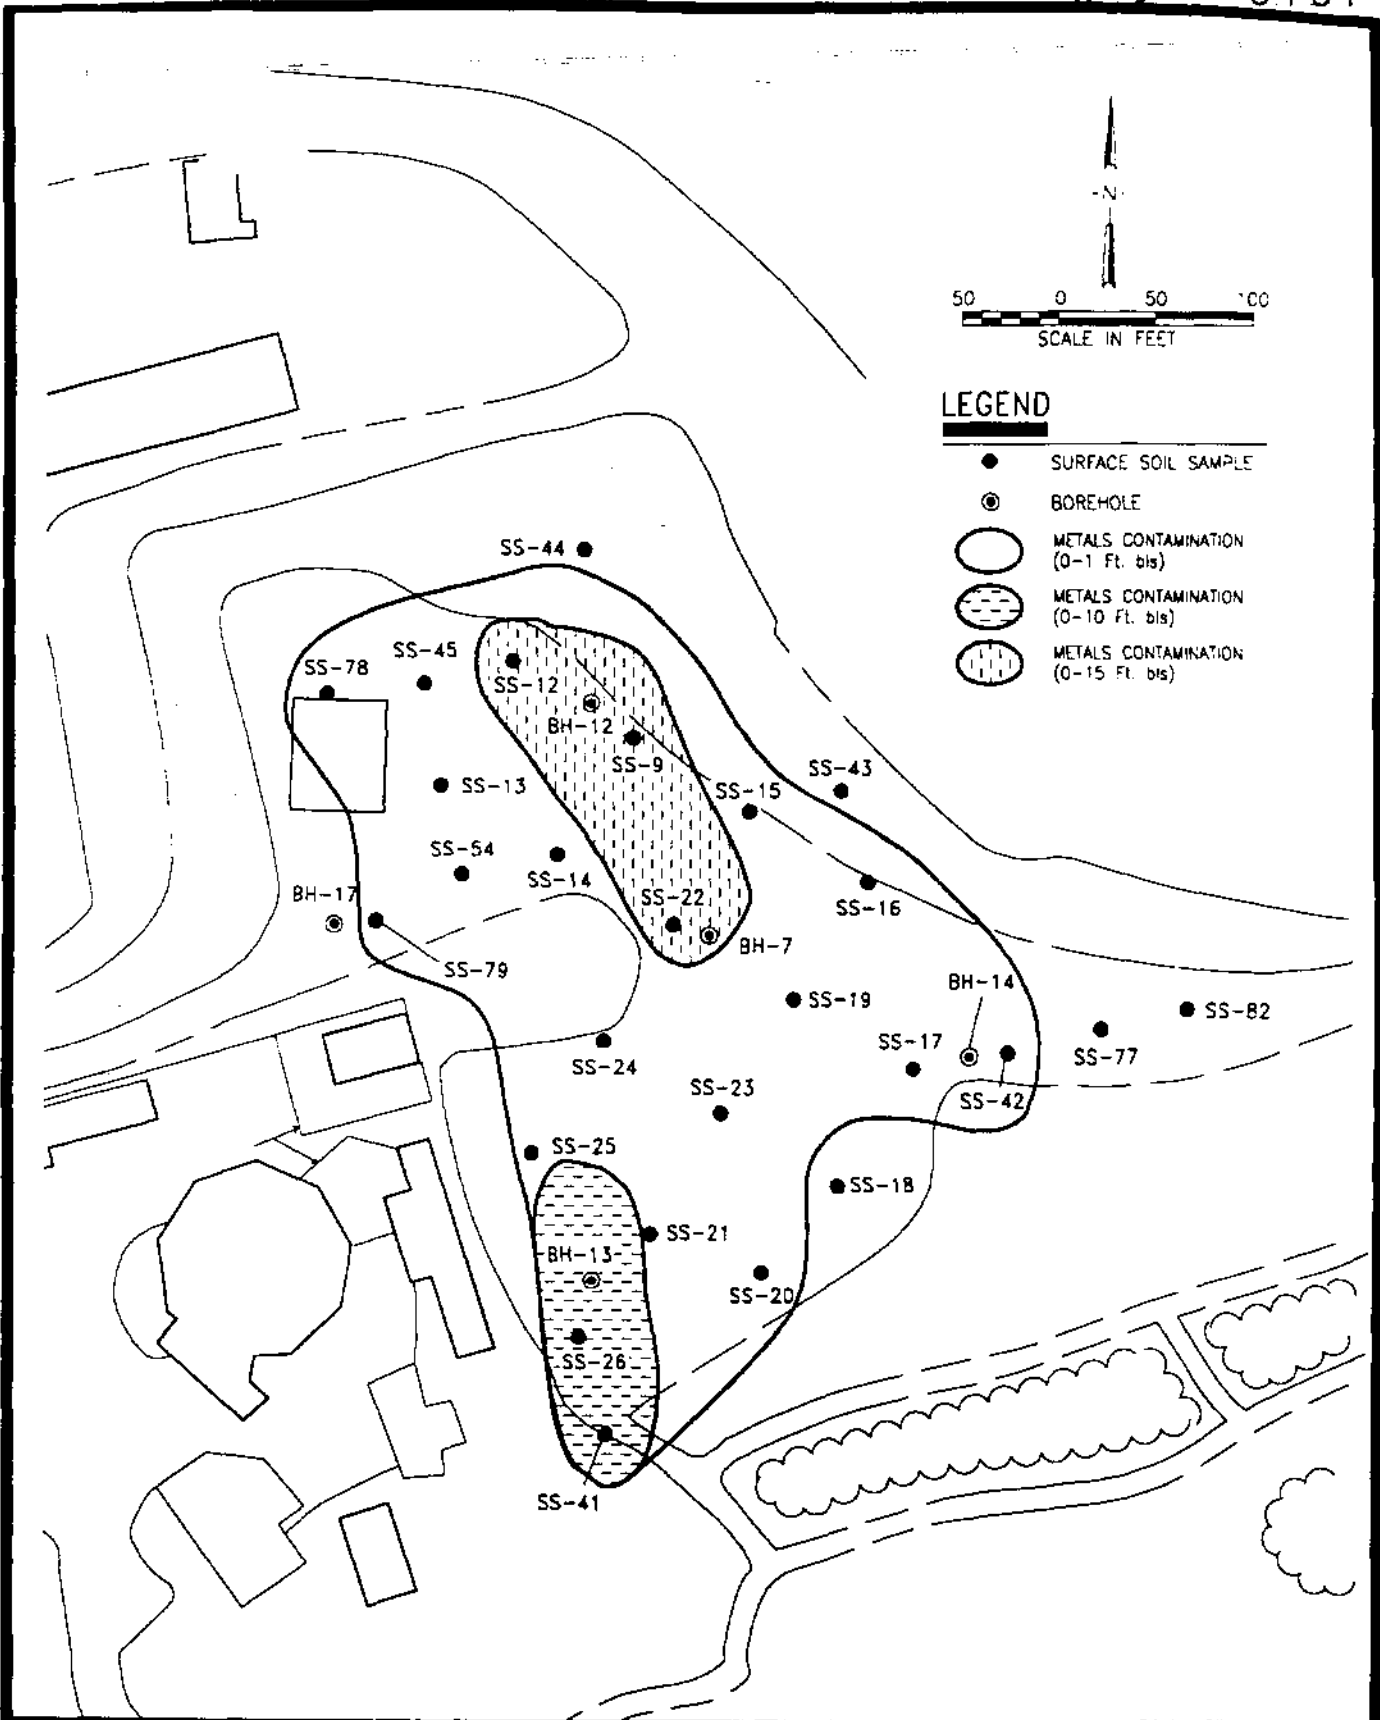 -N-
50 0 50 100
SCALE IN FEET
LEGEND
SURFACE SOIL SAMPLE
BOREHOLE
METALS CONTAMINATION
(0-1 Ft. bls)
METALS CONTAMINATION
(0-10 Ft. bls)
METALS CONTAMINATION
(0-15 Ft. bls)
SS-44
SS-45
SS-78
SS-12
BH-12
SS-9
SS-43
SS-13
SS-15
SS-54
SS-14
BH-17
SS-22
SS-16
BH-7
SS-79
BH-14
SS-19
SS-82
SS-17
SS-77
SS-24
SS-23
SS-42
SS-25
SS-18
SS-21
BH-13
SS-20
SS-26
SS-41